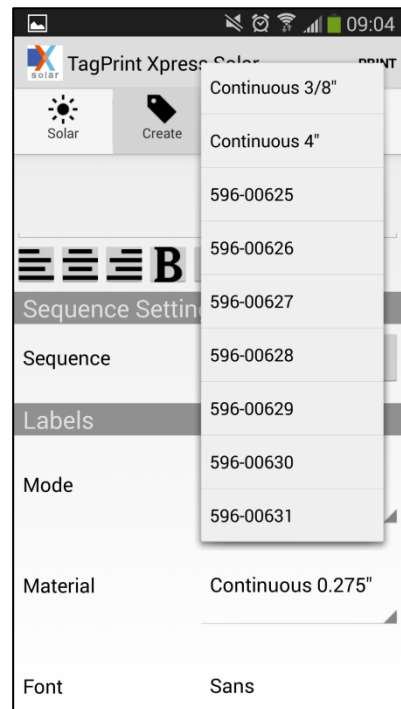 09:04
solar
TagPrint Xpress Solar
PRINT
Solar
Create
Continuous 3/8"
Continuous 4"
596-00625
596-00626
596-00627
596-00628
596-00629
596-00630
596-00631
B
Sequence Settin
Sequence
Labels
Mode
Material
Continuous 0.275"
Font
Sans